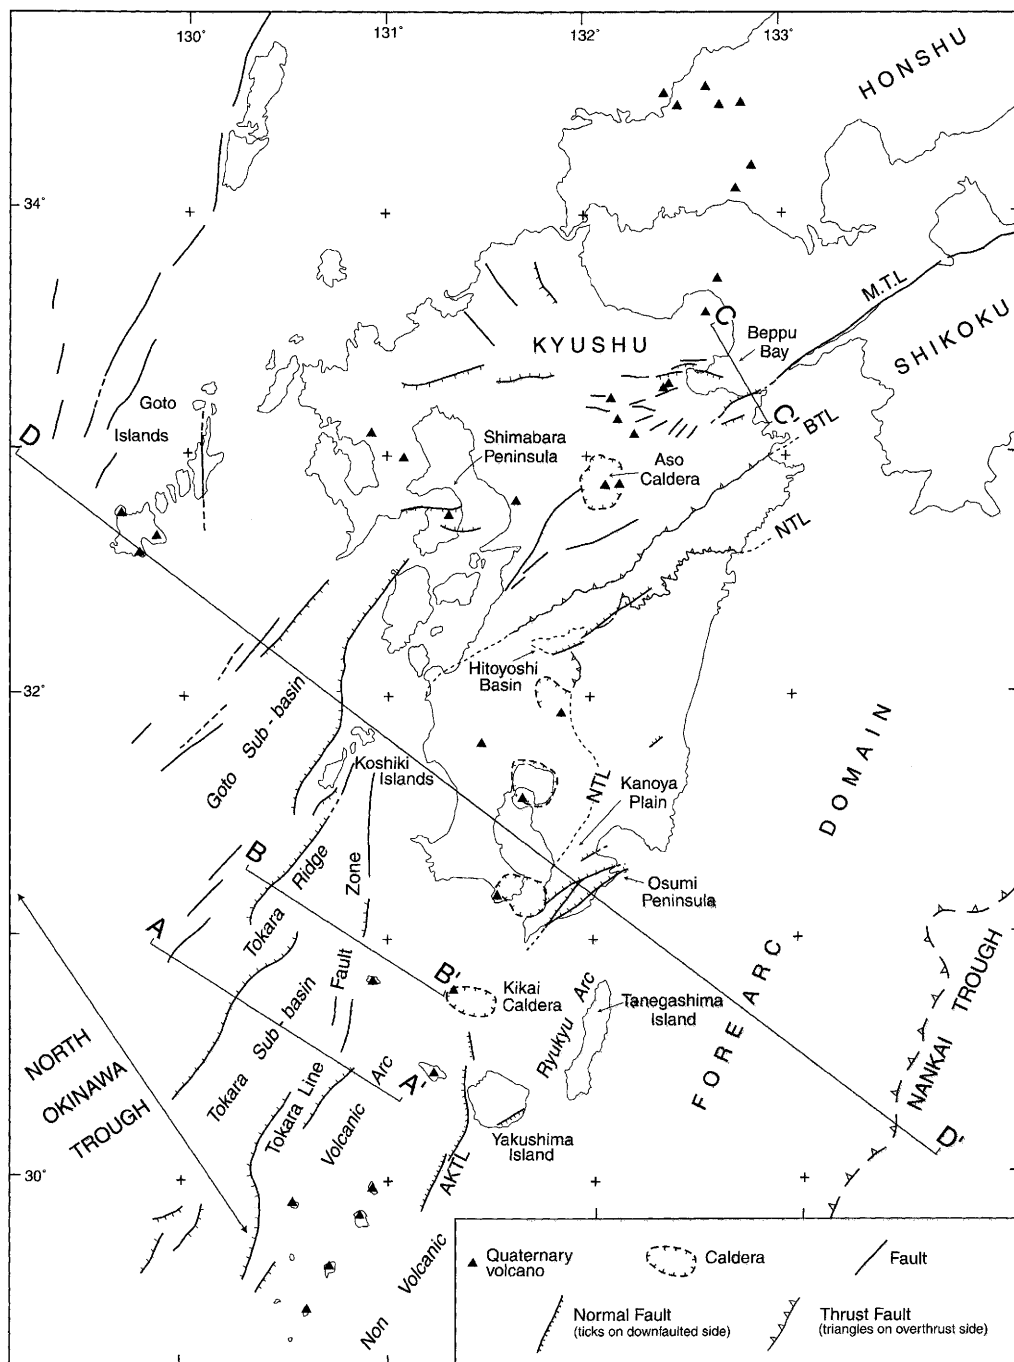 130°
131°
132°
133°
HONSHU
34°
M.T.L
SHIKOKU
C
KYUSHU
Beppu
Bay
Goto
Islands
C'
BTL
D
Shimabara
Peninsula
Aso
Caldera
NTL
Hitoyoshi
Basin
32°
Goto Sub-basin
Koshiki
Islands
NTL
Kanoya
Plain
DOMAIN
B
Tokara Ridge
Fault Zone
Osumi
Peninsula
A
B'
Kikai
Caldera
Ryukyu Arc
Tanegashima
Island
FORE ARC
NANKAI TROUGH
NORTH
OKINAWA
TROUGH
Tokara Sub-basin
Tokara Line
Volcanic Arc
A'
Yakushima
Island
D'
AKTL
30°
Non Volcanic
Quaternary
volcano
Caldera
Fault
Normal Fault
(ticks on downfaulted side)
Thrust Fault
(triangles on overthrust side)